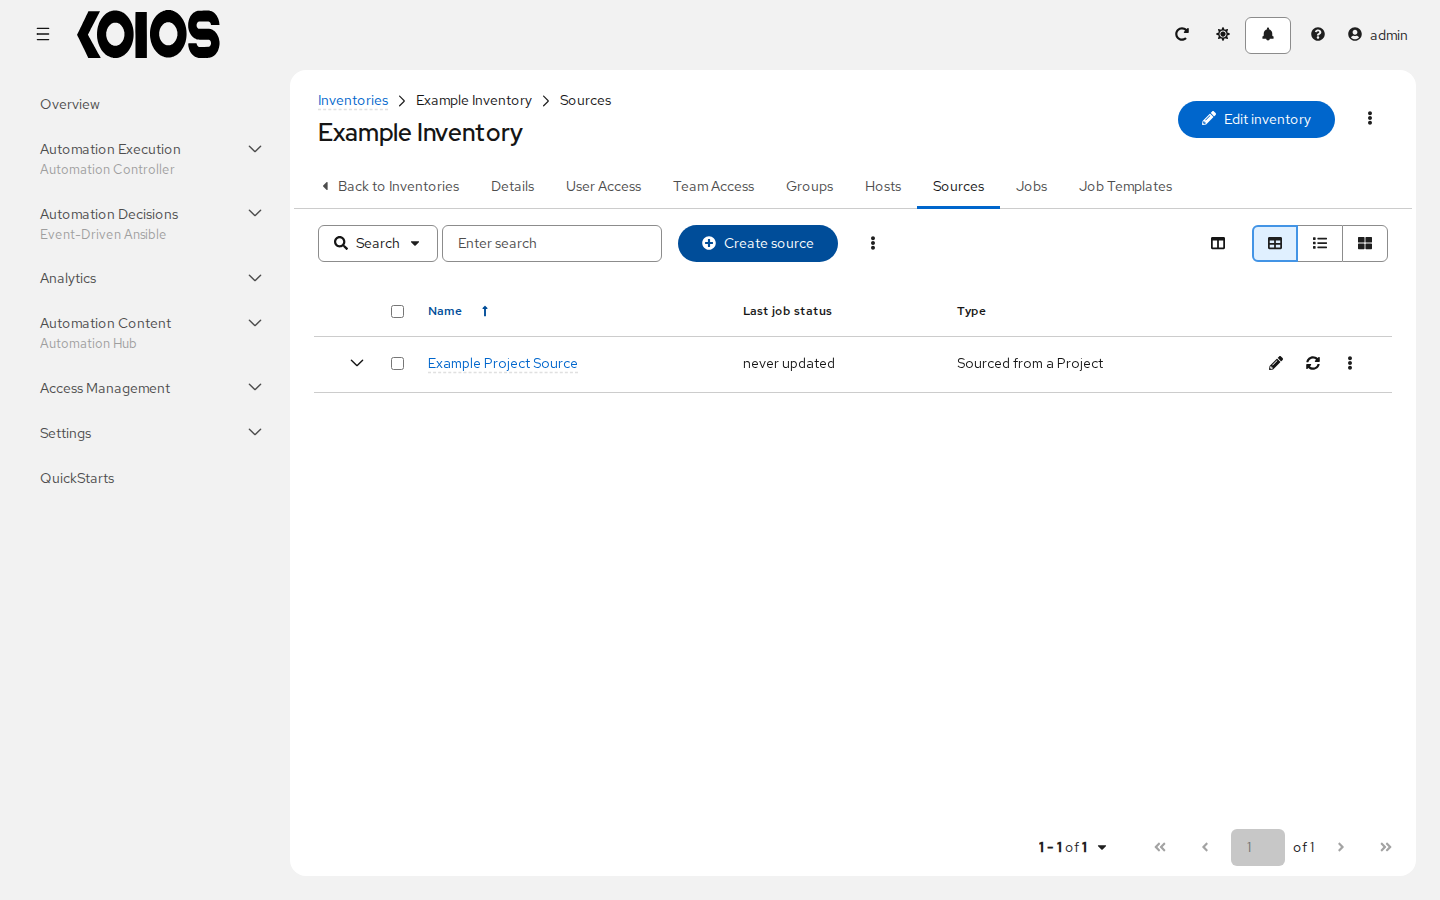 KOIOS
admin
Overview
Automation Execution
Automation Controller
Automation Decisions
Event-Driven Ansible
Analytics
Automation Content
Automation Hub
Access Management
Settings
QuickStarts
Inventories Example Inventory Sources
Example Inventory
Edit inventory
Back to Inventories Details User Access Team Access Groups Hosts Sources Jobs Job Templates
Search Enter search Create source
Name Last job status Type
Example Project Source never updated Sourced from a Project
1 - 1 of 1 1 of 1